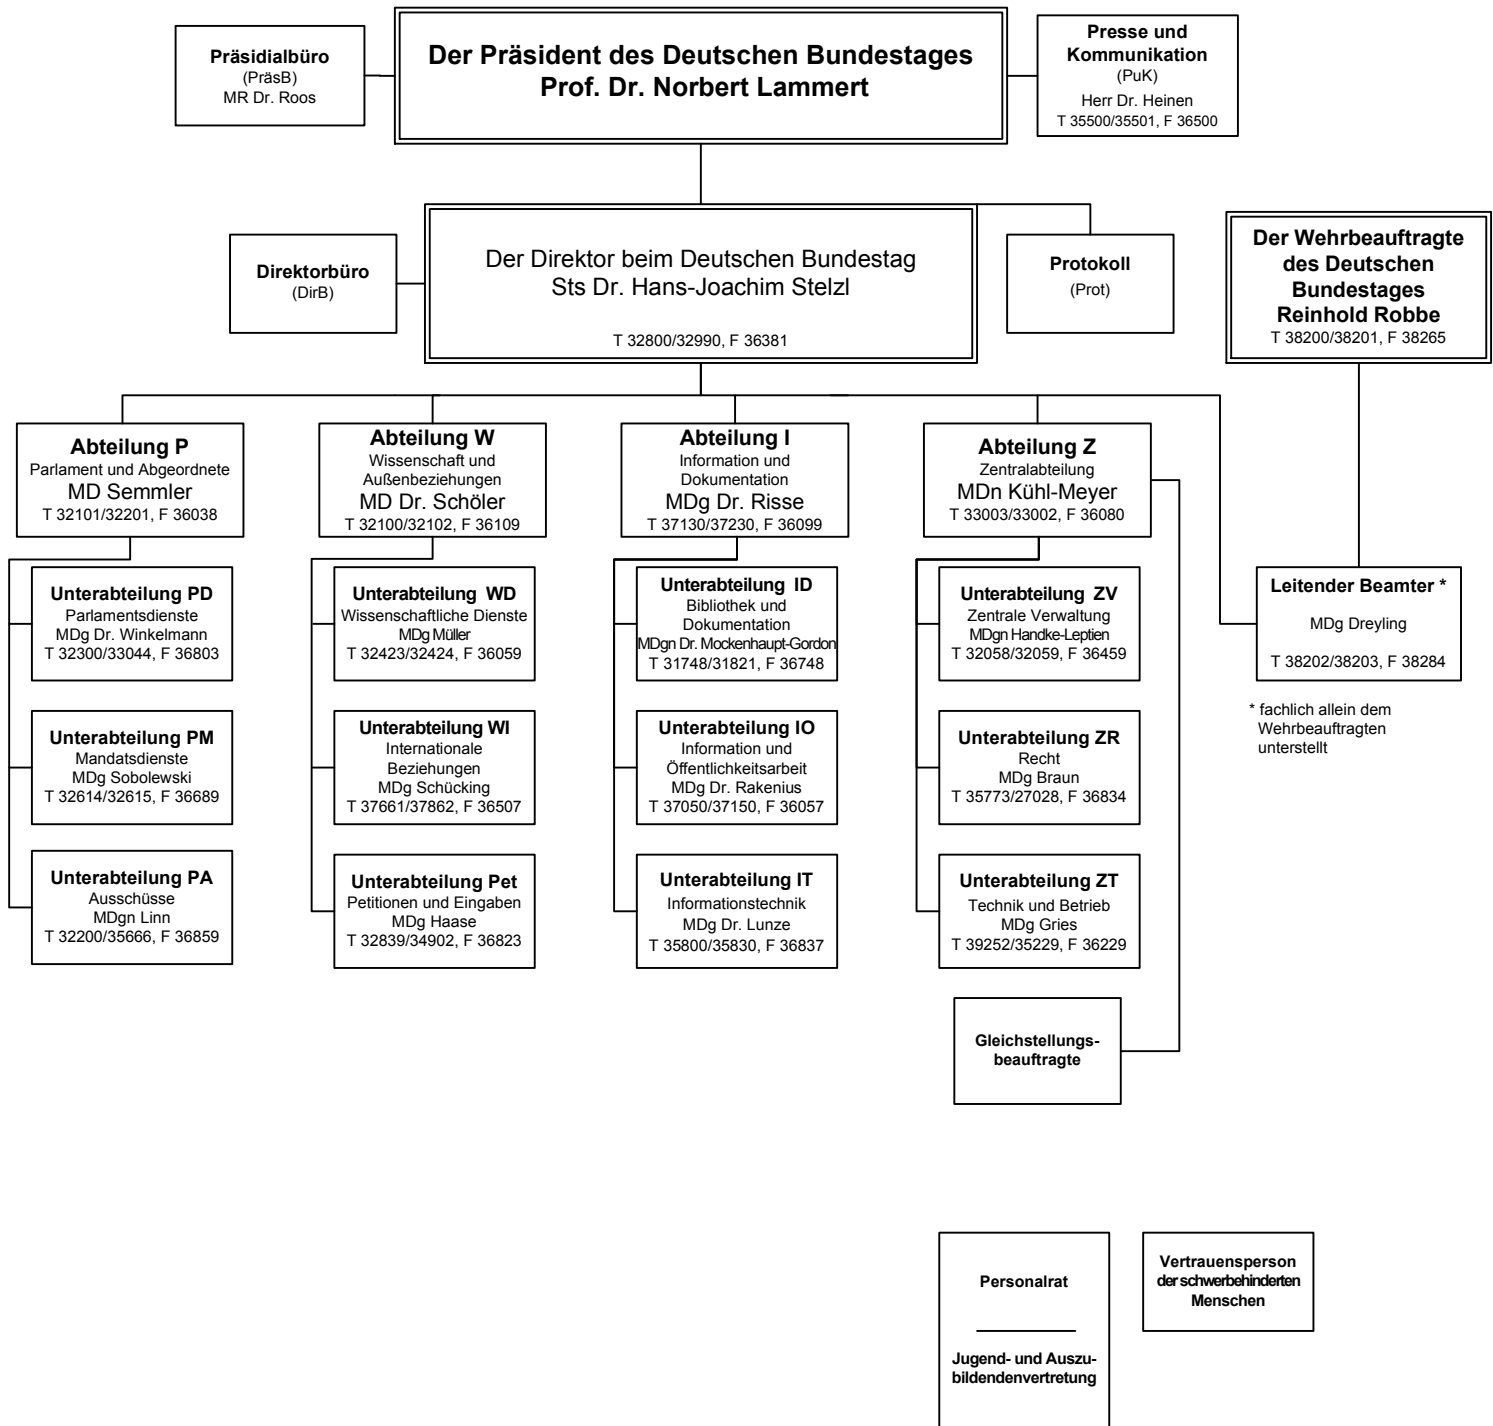 Präsidialbüro
(PräsB)
MR Dr. Roos
Der Präsident des Deutschen Bundestages
Prof. Dr. Norbert Lammert
Presse und
Kommunikation
(PuK)
Herr Dr. Heinen
T 35500/35501, F 36500
Direktorbüro
(DirB)
Der Direktor beim Deutschen Bundestag
Sts Dr. Hans-Joachim Stelzl
T 32800/32990, F 36381
Protokoll
(Prot)
Der Wehrbeauftragte
des Deutschen
Bundestages
Reinhold Robbe
T 38200/38201, F 38265
Abteilung P
Parlament und Abgeordnete
MD Semmler
T 32101/32201, F 36038
Abteilung W
Wissenschaft und
Außenbeziehungen
MD Dr. Schöler
T 32100/32102, F 36109
Abteilung I
Information und
Dokumentation
MDg Dr. Risse
T 37130/37230, F 36099
Abteilung Z
Zentralabteilung
MDn Kühl-Meyer
T 33003/33002, F 36080
Unterabteilung PD
Parlamentsdienste
MDg Dr. Winkelmann
T 32300/33044, F 36803
Unterabteilung WD
Wissenschaftliche Dienste
MDg Müller
T 32423/32424, F 36059
Unterabteilung ID
Bibliothek und
Dokumentation
MDgn Dr. Mockenhaupt-Gordon
T 31748/31821, F 36748
Unterabteilung ZV
Zentrale Verwaltung
MDgn Handke-Leptien
T 32058/32059, F 36459
Leitender Beamter *
MDg Dreyling
T 38202/38203, F 38284
* fachlich allein dem
Wehrbeauftragten
unterstellt
Unterabteilung PM
Mandatsdienste
MDg Sobolewski
T 32614/32615, F 36689
Unterabteilung WI
Internationale
Beziehungen
MDg Schücking
T 37661/37862, F 36507
Unterabteilung IO
Information und
Öffentlichkeitsarbeit
MDg Dr. Rakenius
T 37050/37150, F 36057
Unterabteilung ZR
Recht
MDg Braun
T 35773/27028, F 36834
Unterabteilung PA
Ausschüsse
MDgn Linn
T 32200/35666, F 36859
Unterabteilung Pet
Petitionen und Eingaben
MDg Haase
T 32839/34902, F 36823
Unterabteilung IT
Informationstechnik
MDg Dr. Lunze
T 35800/35830, F 36837
Unterabteilung ZT
Technik und Betrieb
MDg Gries
T 39252/35229, F 36229
Gleichstellungs-
beauftragte
Personalrat
Jugend- und Auszu-
bildendenvertretung
Vertrauensperson
der schwerbehinderten
Menschen